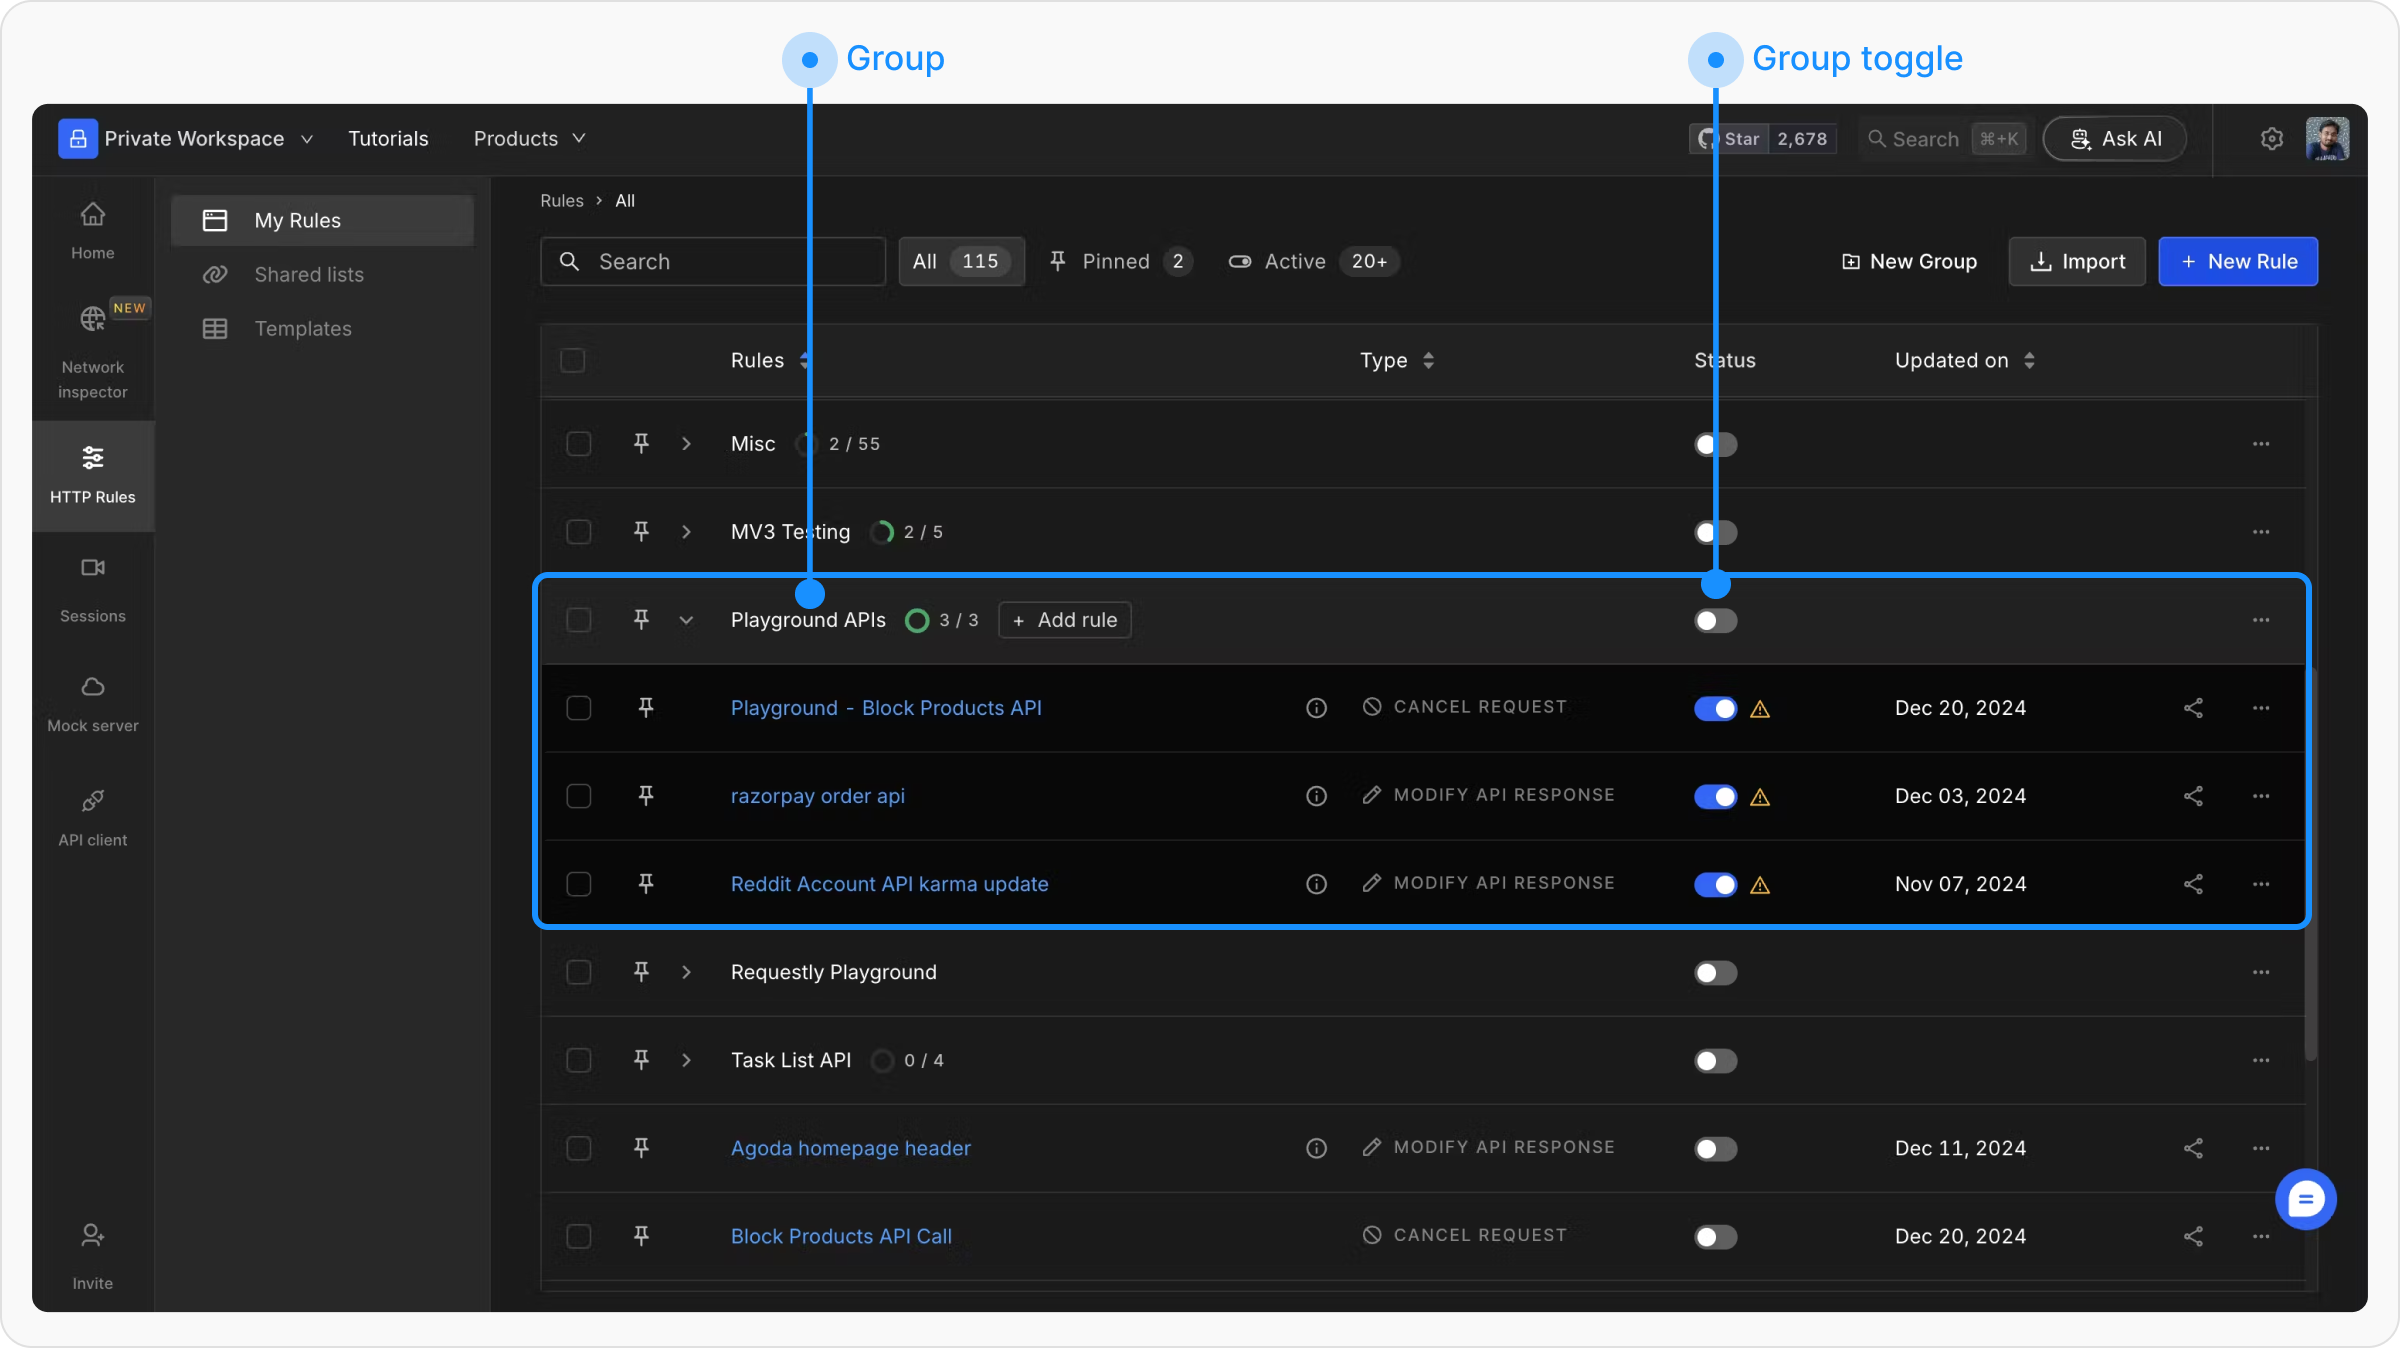 Group
Group toggle
Private Workspace
Tutorials
Products
Star 2,678
Search ⌘+K
Ask AI
Home
NEW
Network
inspector
HTTP Rules
Sessions
Mock server
API client
Invite
My Rules
Shared lists
Templates
Rules > All
Search
All 115
Pinned 2
Active 20+
New Group
Import
+ New Rule
Rules Type Status Updated on
Misc 2 / 55
MV3 Testing 2 / 5
Playground APIs 3 / 3 + Add rule
Playground - Block Products API CANCEL REQUEST Dec 20, 2024
razorpay order api MODIFY API RESPONSE Dec 03, 2024
Reddit Account API karma update MODIFY API RESPONSE Nov 07, 2024
Requestly Playground
Task List API 0 / 4
Agoda homepage header MODIFY API RESPONSE Dec 11, 2024
Block Products API Call CANCEL REQUEST Dec 20, 2024